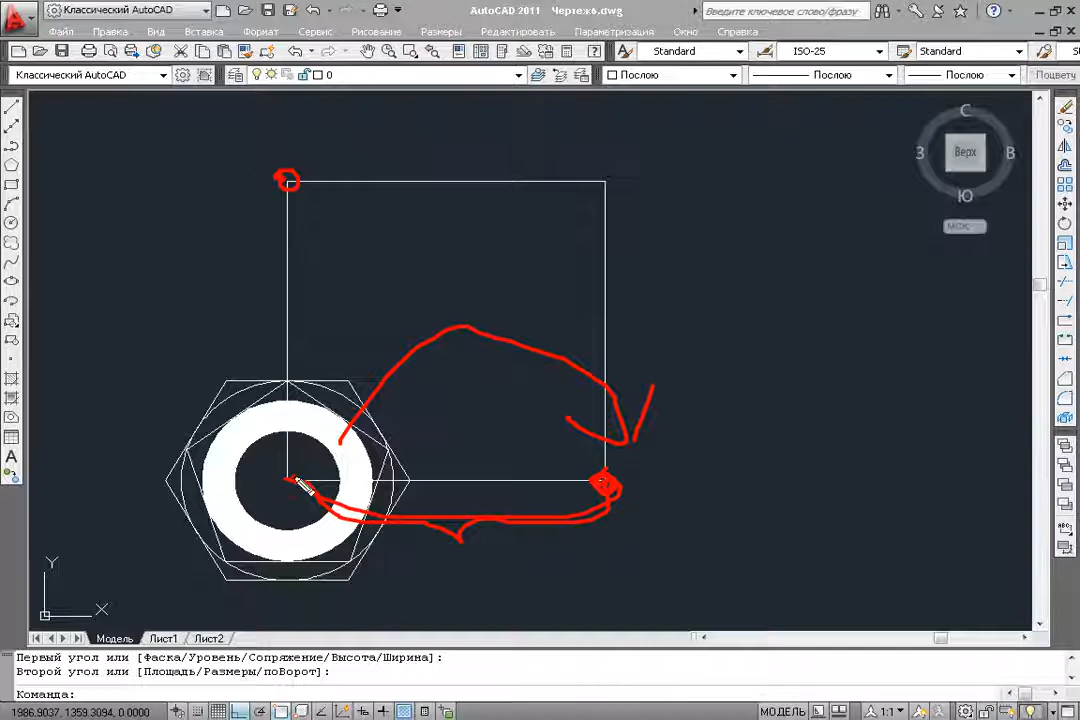 Классический AutoCAD
AutoCAD 2011 Чертеж6.dwg
Введите ключевое слово/фразу
Файл Правка Вид Вставка Формат Сервис Рисование Размеры Редактировать Параметризация Окно Справка
Standard ISO-25 Standard
Классический AutoCAD 0 Послою Послою Послою Поцвету
С
З Верх В
Ю
Y
X
Модель Лист1 Лист2
Первый угол или [Фаска/Уровень/Сопряжение/Высота/Ширина]:
Второй угол или [Площадь/Размеры/поВорот]:
Команда:
1986.9037, 1359.3094, 0.0000 МОДЕЛЬ 1:1